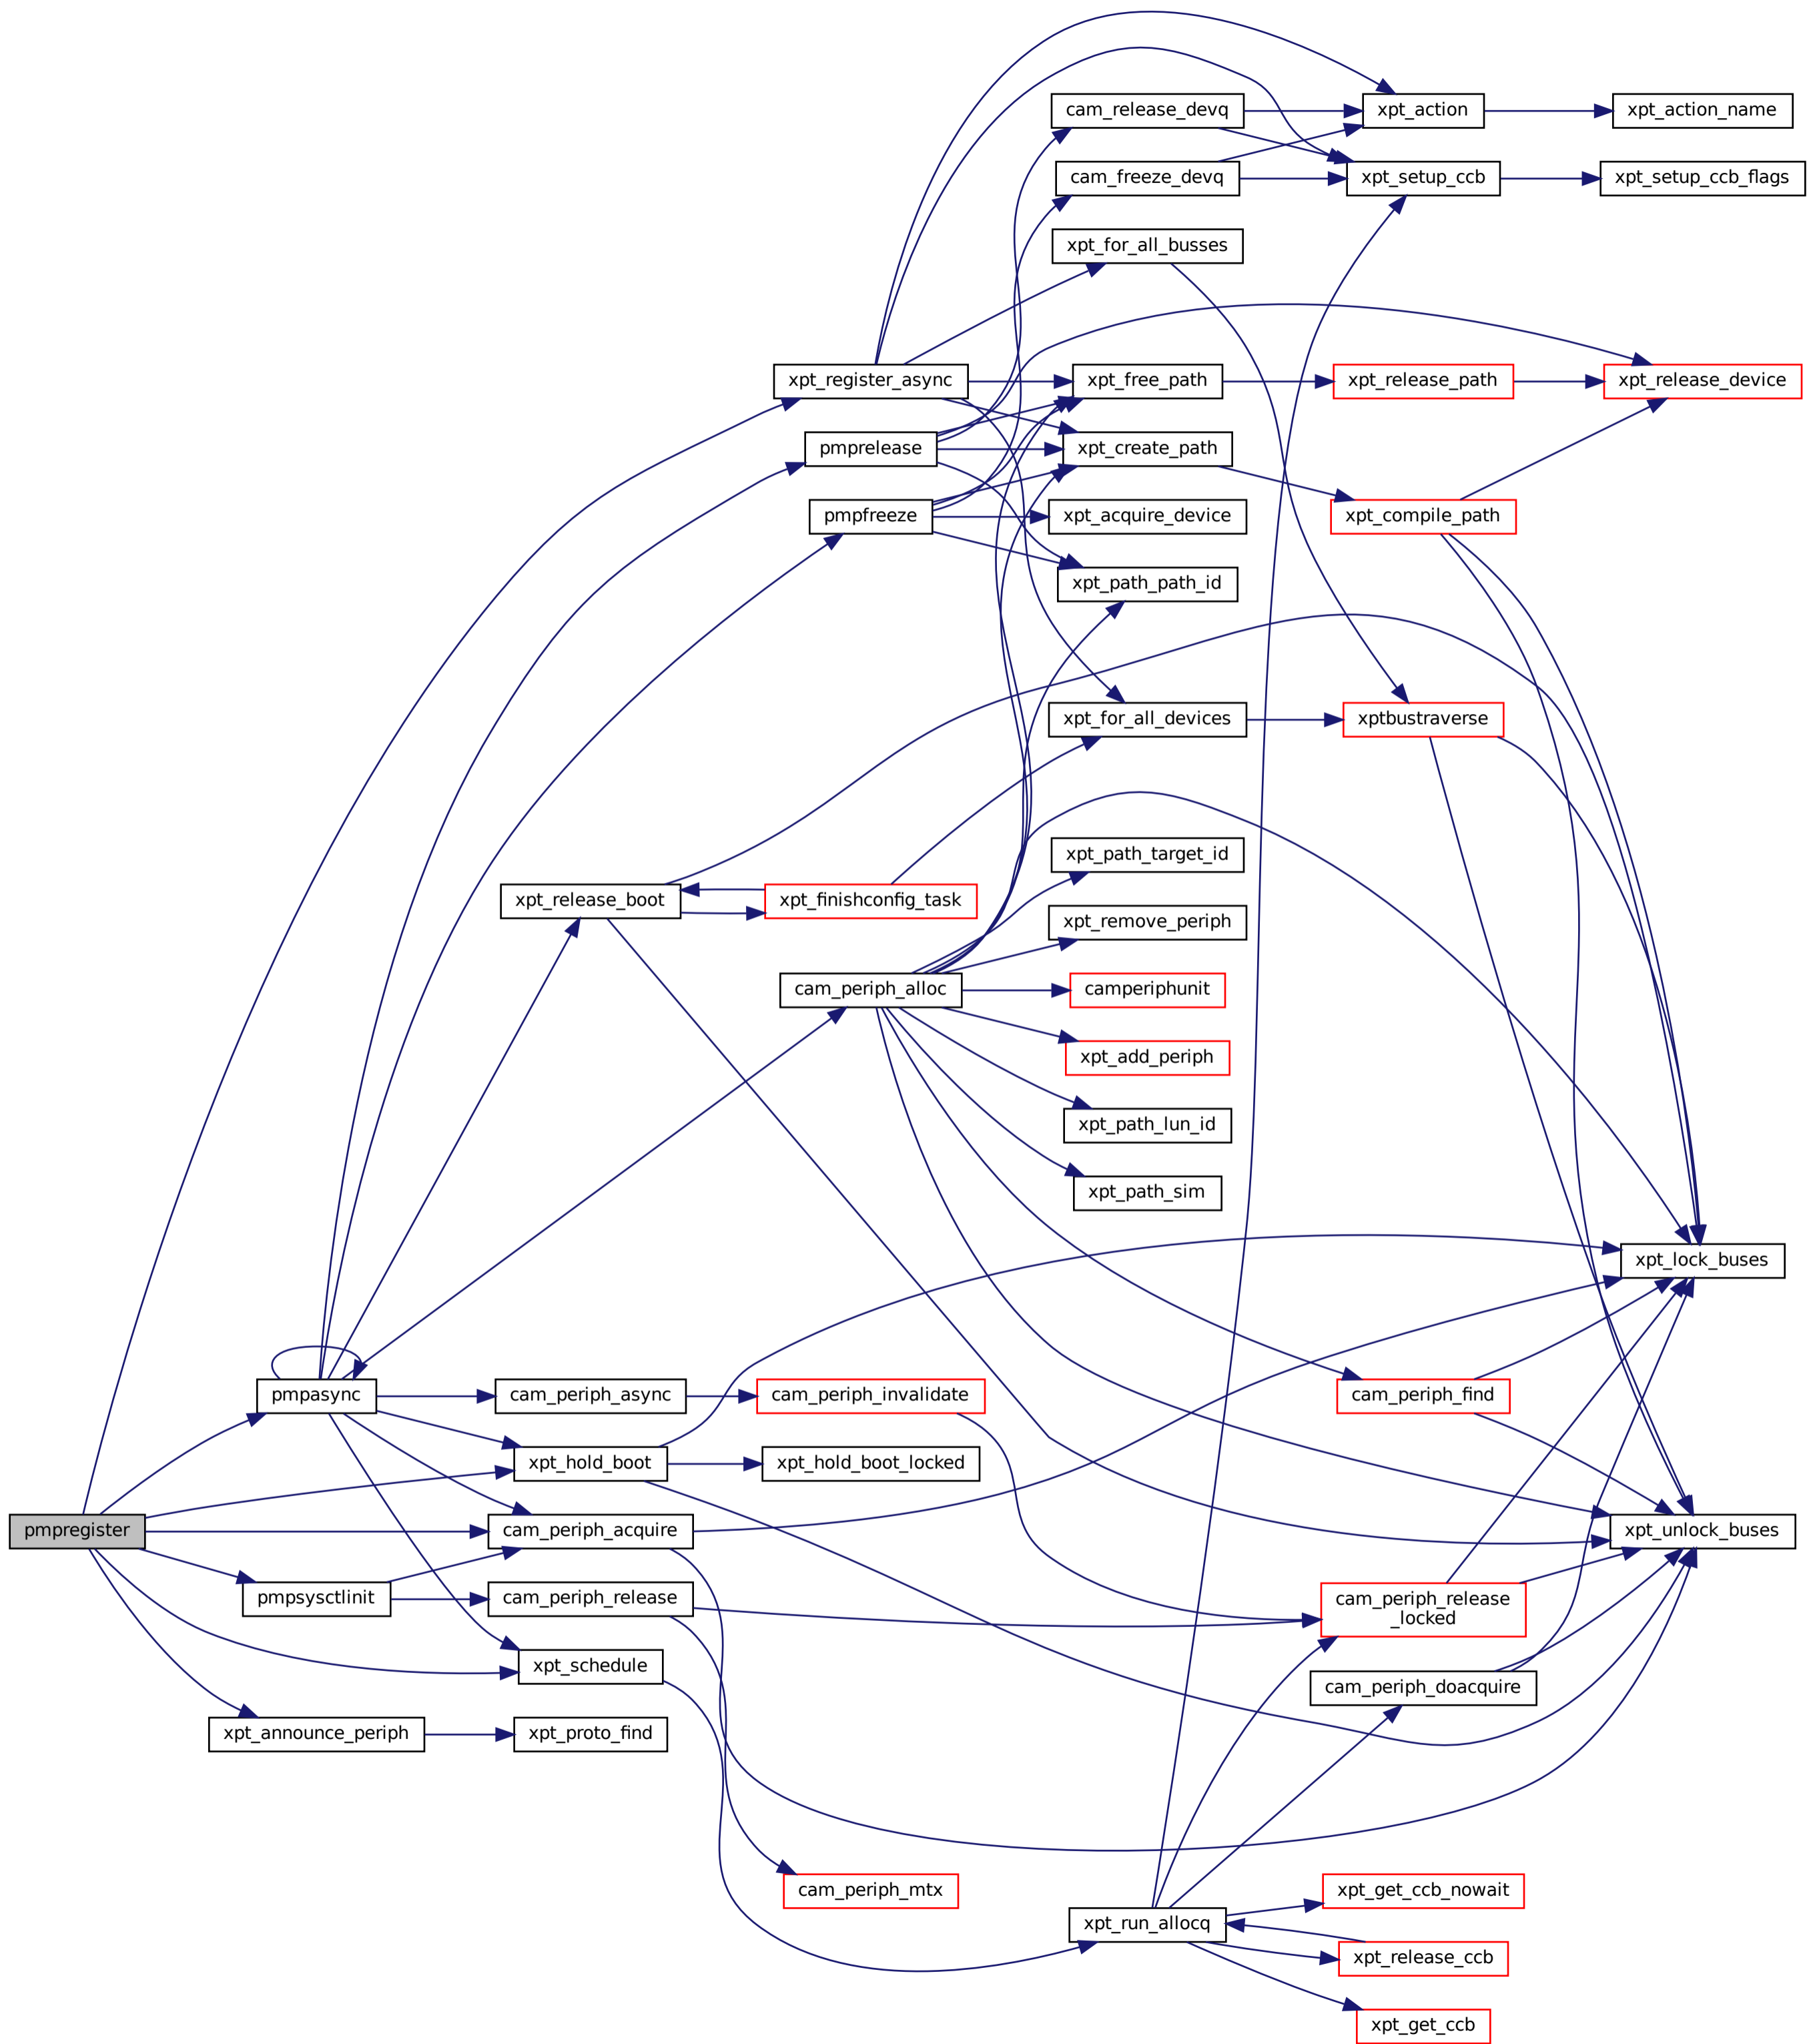 cam_release_devq
xpt_action
xpt_action_name
cam_freeze_devq
xpt_setup_ccb
xpt_setup_ccb_flags
xpt_for_all_busses
xpt_register_async
xpt_free_path
xpt_release_path
xpt_release_device
pmprelease
xpt_create_path
pmpfreeze
xpt_acquire_device
xpt_compile_path
xpt_path_path_id
xpt_for_all_devices
xptbustraverse
xpt_path_target_id
xpt_release_boot
xpt_finishconfig_task
xpt_remove_periph
cam_periph_alloc
camperiphunit
xpt_add_periph
xpt_path_lun_id
xpt_path_sim
xpt_lock_buses
pmpasync
cam_periph_async
cam_periph_invalidate
cam_periph_find
xpt_hold_boot
xpt_hold_boot_locked
pmpregister
cam_periph_acquire
xpt_unlock_buses
pmpsysctlinit
cam_periph_release
cam_periph_release
_locked
xpt_schedule
cam_periph_doacquire
xpt_announce_periph
xpt_proto_find
cam_periph_mtx
xpt_get_ccb_nowait
xpt_run_allocq
xpt_release_ccb
xpt_get_ccb